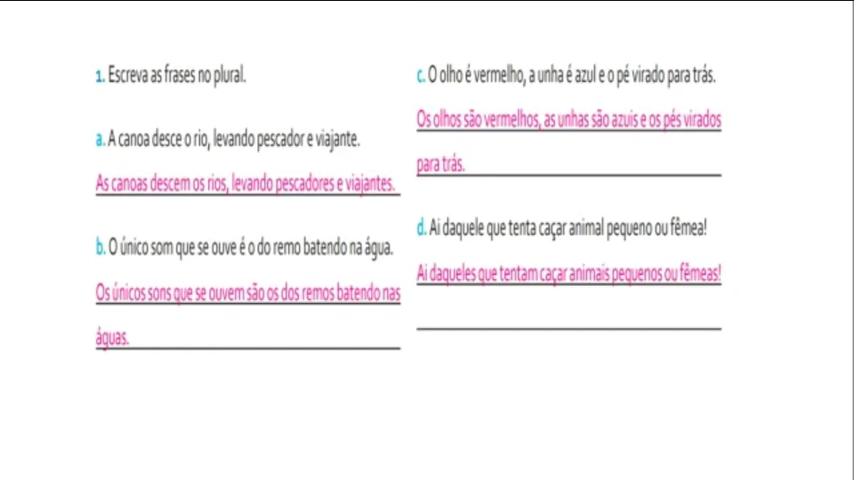 1. Escreva as frases no plural.
a. A canoa desce o rio, levando pescador e viajante.
As canoas descem os rios, levando pescadores e viajantes.
b. O único som que se ouve é o do remo batendo na água.
Os únicos sons que se ouvem são os dos remos batendo nas
águas.
c. O olho é vermelho, a unha é azul e o pé virado para trás.
Os olhos são vermelhos, as unhas são azuis e os pés virados
para trás.
d. Ai daquele que tenta caçar animal pequeno ou fêmea!
Ai daqueles que tentam caçar animais pequenos ou fêmeas!